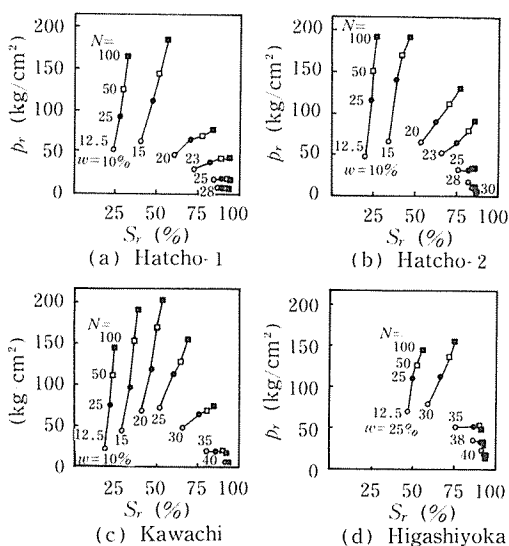 p_r (kg/cm²)
200
150
100
50
0
N=
100
50
25
12.5
w=10%
15
20
23
25
28
25 50 75 100
S_r (%)
(a) Hatcho-1
p_r (kg/cm²)
200
150
100
50
0
N=
100
50
25
12.5
w=10%
15
20
23
25
28
30
25 50 75 100
S_r (%)
(b) Hatcho-2
(kg·cm²)
200
150
100
50
0
N=
100
50
25
12.5
w=10%
15
20
25
30
35
40
25 50 75 100
S_r (%)
(c) Kawachi
p_r (kg/cm²)
200
150
100
50
0
N=
100
50
25
12.5
w=25%
30
35
38
40
25 50 75 100
S_r (%)
(d) Higashiyoka